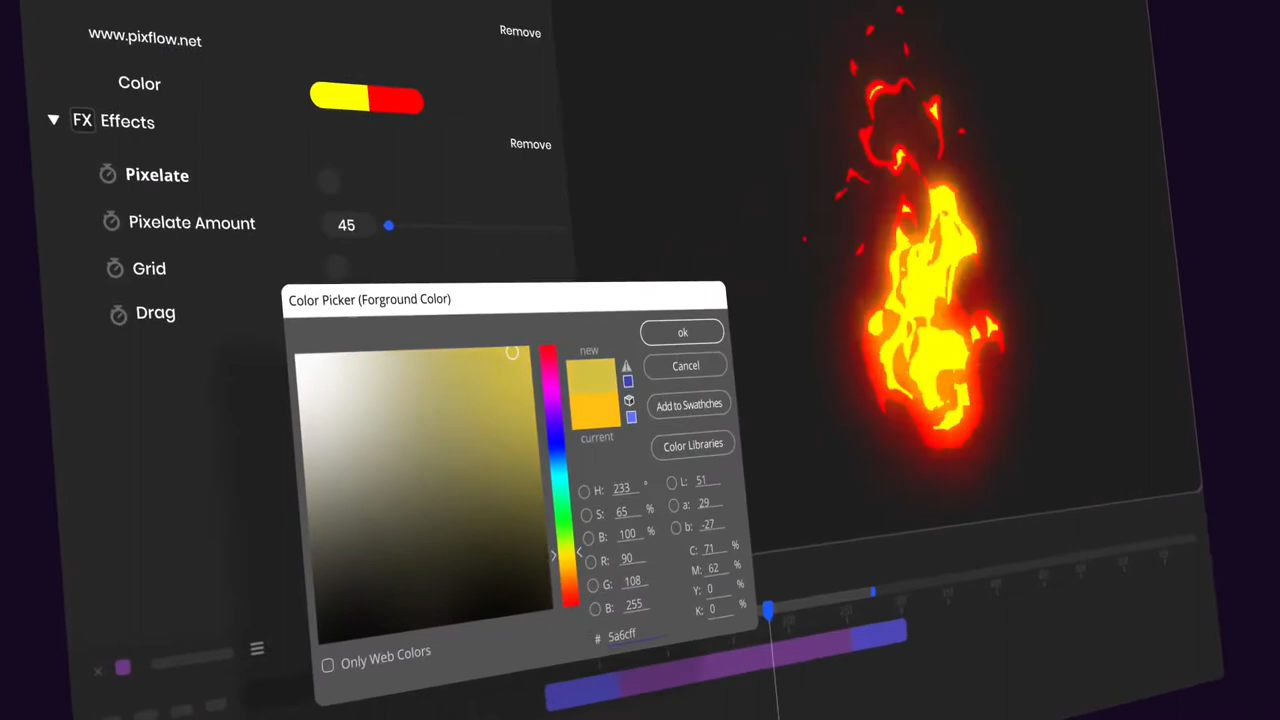 www.pixflow.net
Remove
Color
FX Effects
Remove
Pixelate
Pixelate Amount
45
Grid
Drag
Color Picker (Forground Color)
new
current
ok
Cancel
Add to Swathches
Color Libraries
H: 233 °
S: 65 %
B: 100 %
R: 90
G: 108
B: 255
L: 51
a: 29
b: -27
C: 71 %
M: 62 %
Y: 0 %
K: 0 %
# 5a6cff
Only Web Colors